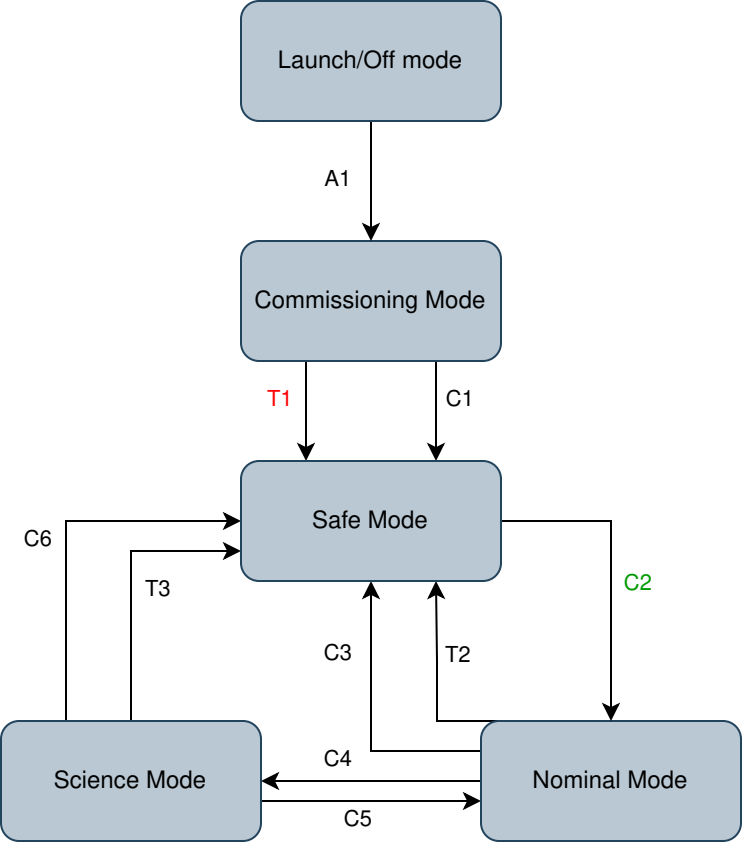 Launch/Off mode
A1
Commissioning Mode
T1
C1
Safe Mode
C6
T3
C2
C3
T2
C4
Science Mode
Nominal Mode
C5